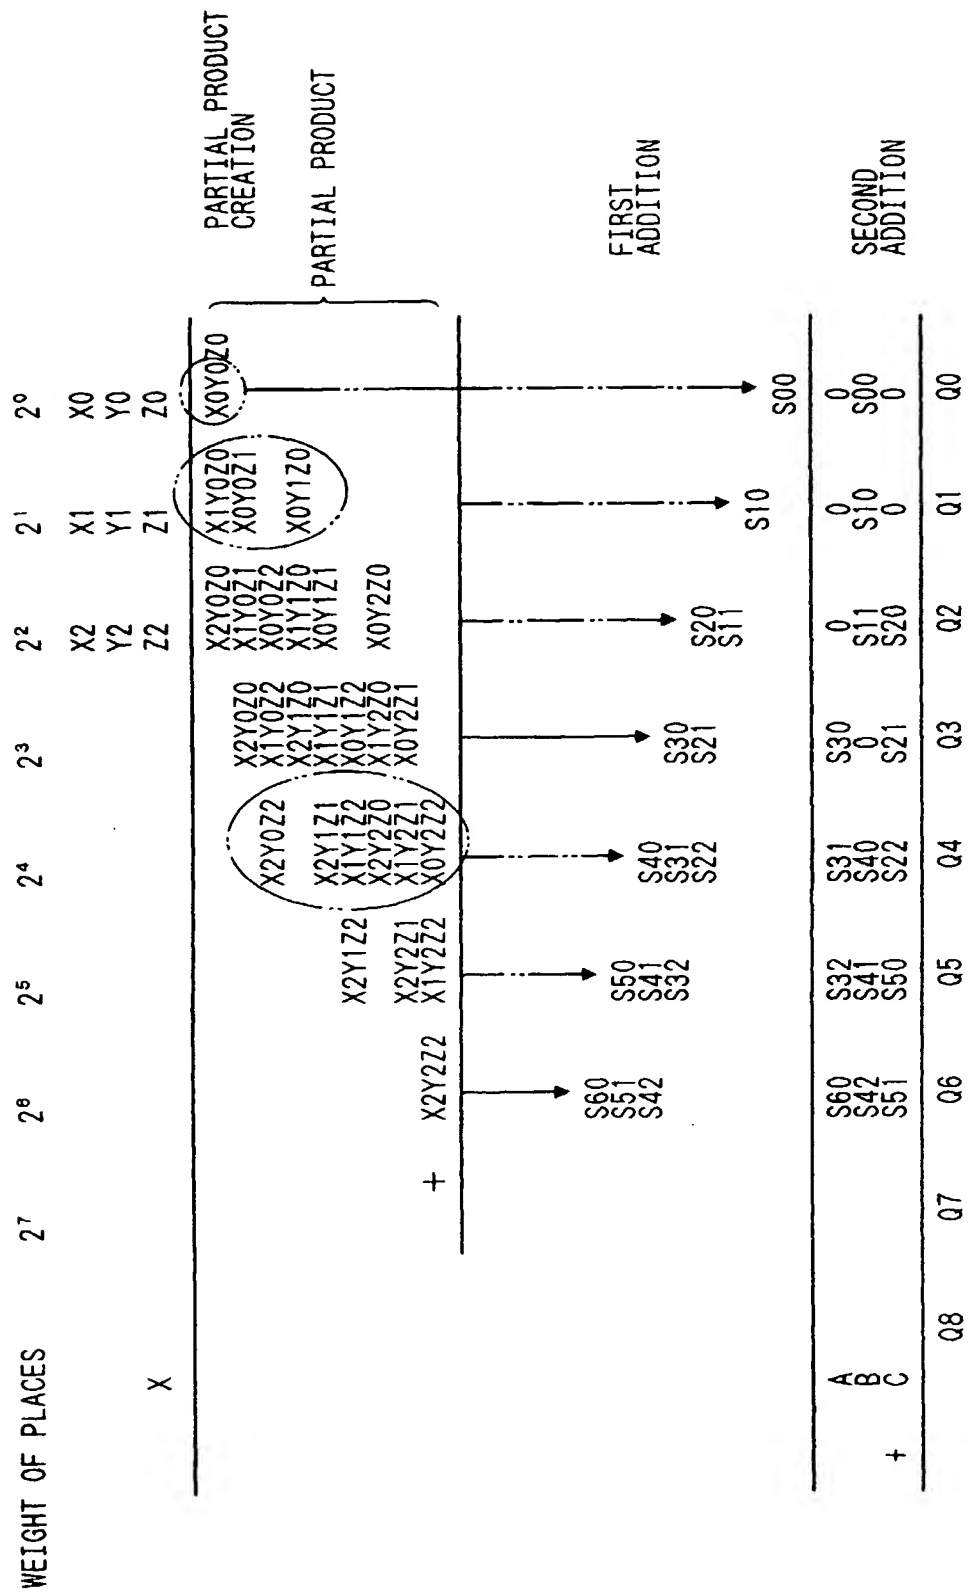 WEIGHT OF PLACES 2⁷ 2⁶ 2⁵ 2⁴ 2³ 2² 2¹ 2⁰
X2 X1 X0
Y2 Y1 Y0
X Z2 Z1 Z0
X2Y0Z0 X1Y0Z0 X0Y0Z0 PARTIAL PRODUCT
X2Y0Z0 X1Y0Z1 X0Y0Z1 CREATION
X2Y0Z2 X1Y0Z2 X0Y0Z2
X2Y1Z0 X1Y1Z0 X0Y1Z0
X2Y1Z1 X1Y1Z1 X0Y1Z1 PARTIAL PRODUCT
X2Y1Z2 X1Y1Z2 X0Y1Z2
X2Y2Z0 X1Y2Z0 X0Y2Z0
X2Y2Z1 X1Y2Z1 X0Y2Z1
+ X2Y2Z2 X1Y2Z2 X0Y2Z2
S60
S51 S50 FIRST
S42 S41 S40 ADDITION
S32 S31 S30
S22 S21 S20
S11
S10
S00
A S60 S32 S31 S30 0 0 0
B S42 S41 S40 0 S11 S10 S00 SECOND
+ C S51 S50 S22 S21 S20 0 0 ADDITION
Q8 Q7 Q6 Q5 Q4 Q3 Q2 Q1 Q0